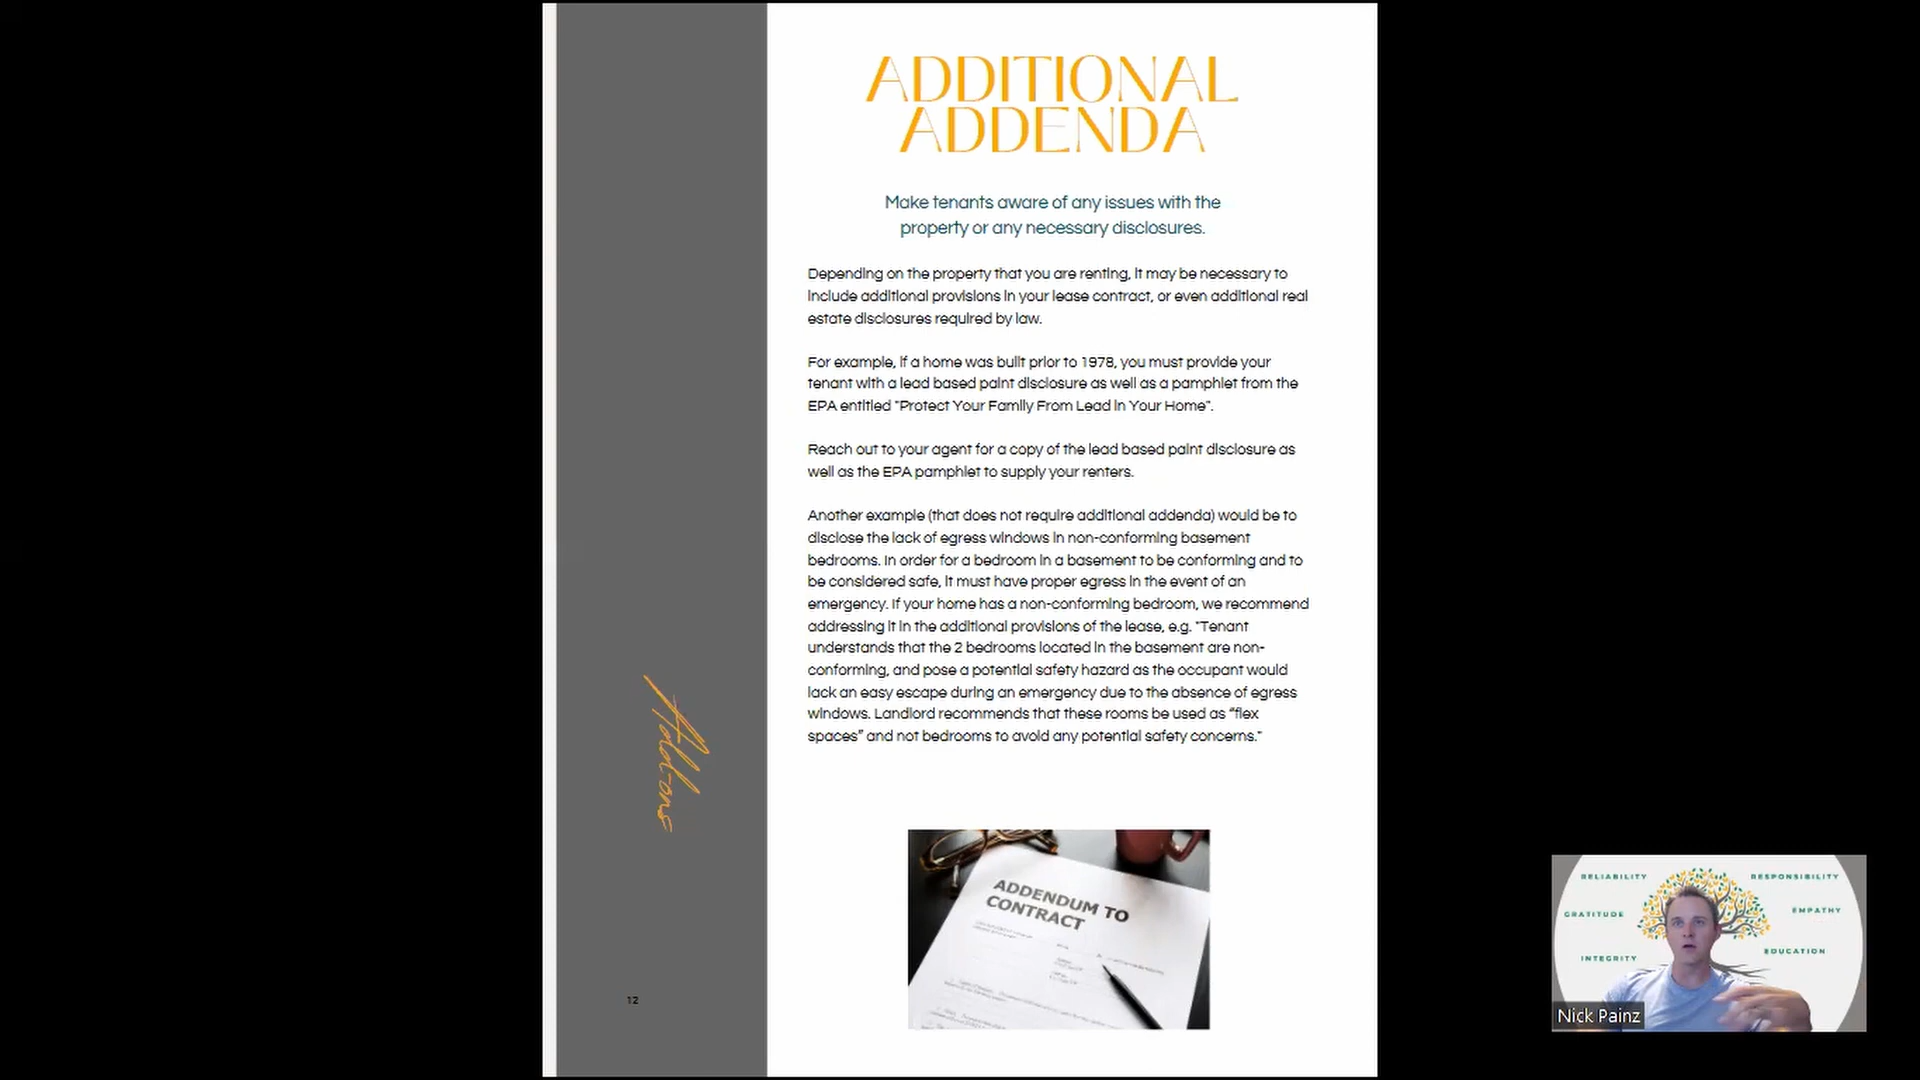 ADDITIONAL
ADDENDA
Make tenants aware of any issues with the
property or any necessary disclosures.
Depending on the property that you are renting, it may be necessary to
include additional provisions in your lease contract, or even additional real
estate disclosures required by law.
For example, if a home was built prior to 1978, you must provide your
tenant with a lead based paint disclosure as well as a pamphlet from the
EPA entitled "Protect Your Family From Lead in Your Home".
Reach out to your agent for a copy of the lead based paint disclosure as
well as the EPA pamphlet to supply your renters.
Another example (that does not require additional addenda) would be to
disclose the lack of egress windows in non-conforming basement
bedrooms. In order for a bedroom in a basement to be conforming and to
be considered safe, it must have proper egress in the event of an
emergency. If your home has a non-conforming bedroom, we recommend
addressing it in the additional provisions of the lease, e.g. "Tenant
understands that the 2 bedrooms located in the basement are non-
conforming, and pose a potential safety hazard as the occupant would
lack an easy escape during an emergency due to the absence of egress
windows. Landlord recommends that these rooms be used as “flex
spaces” and not bedrooms to avoid any potential safety concerns."
Add-ons
ADDENDUM TO
CONTRACT
12
RELIABILITY
RESPONSIBILITY
GRATITUDE
EMPATHY
INTEGRITY
EDUCATION
Nick Painz